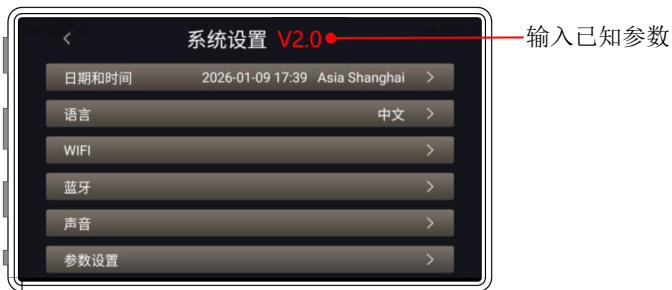 系统设置 V2.0
输入已知参数
日期和时间 2026-01-09 17:39 Asia Shanghai
语言 中文
WIFI
蓝牙
声音
参数设置